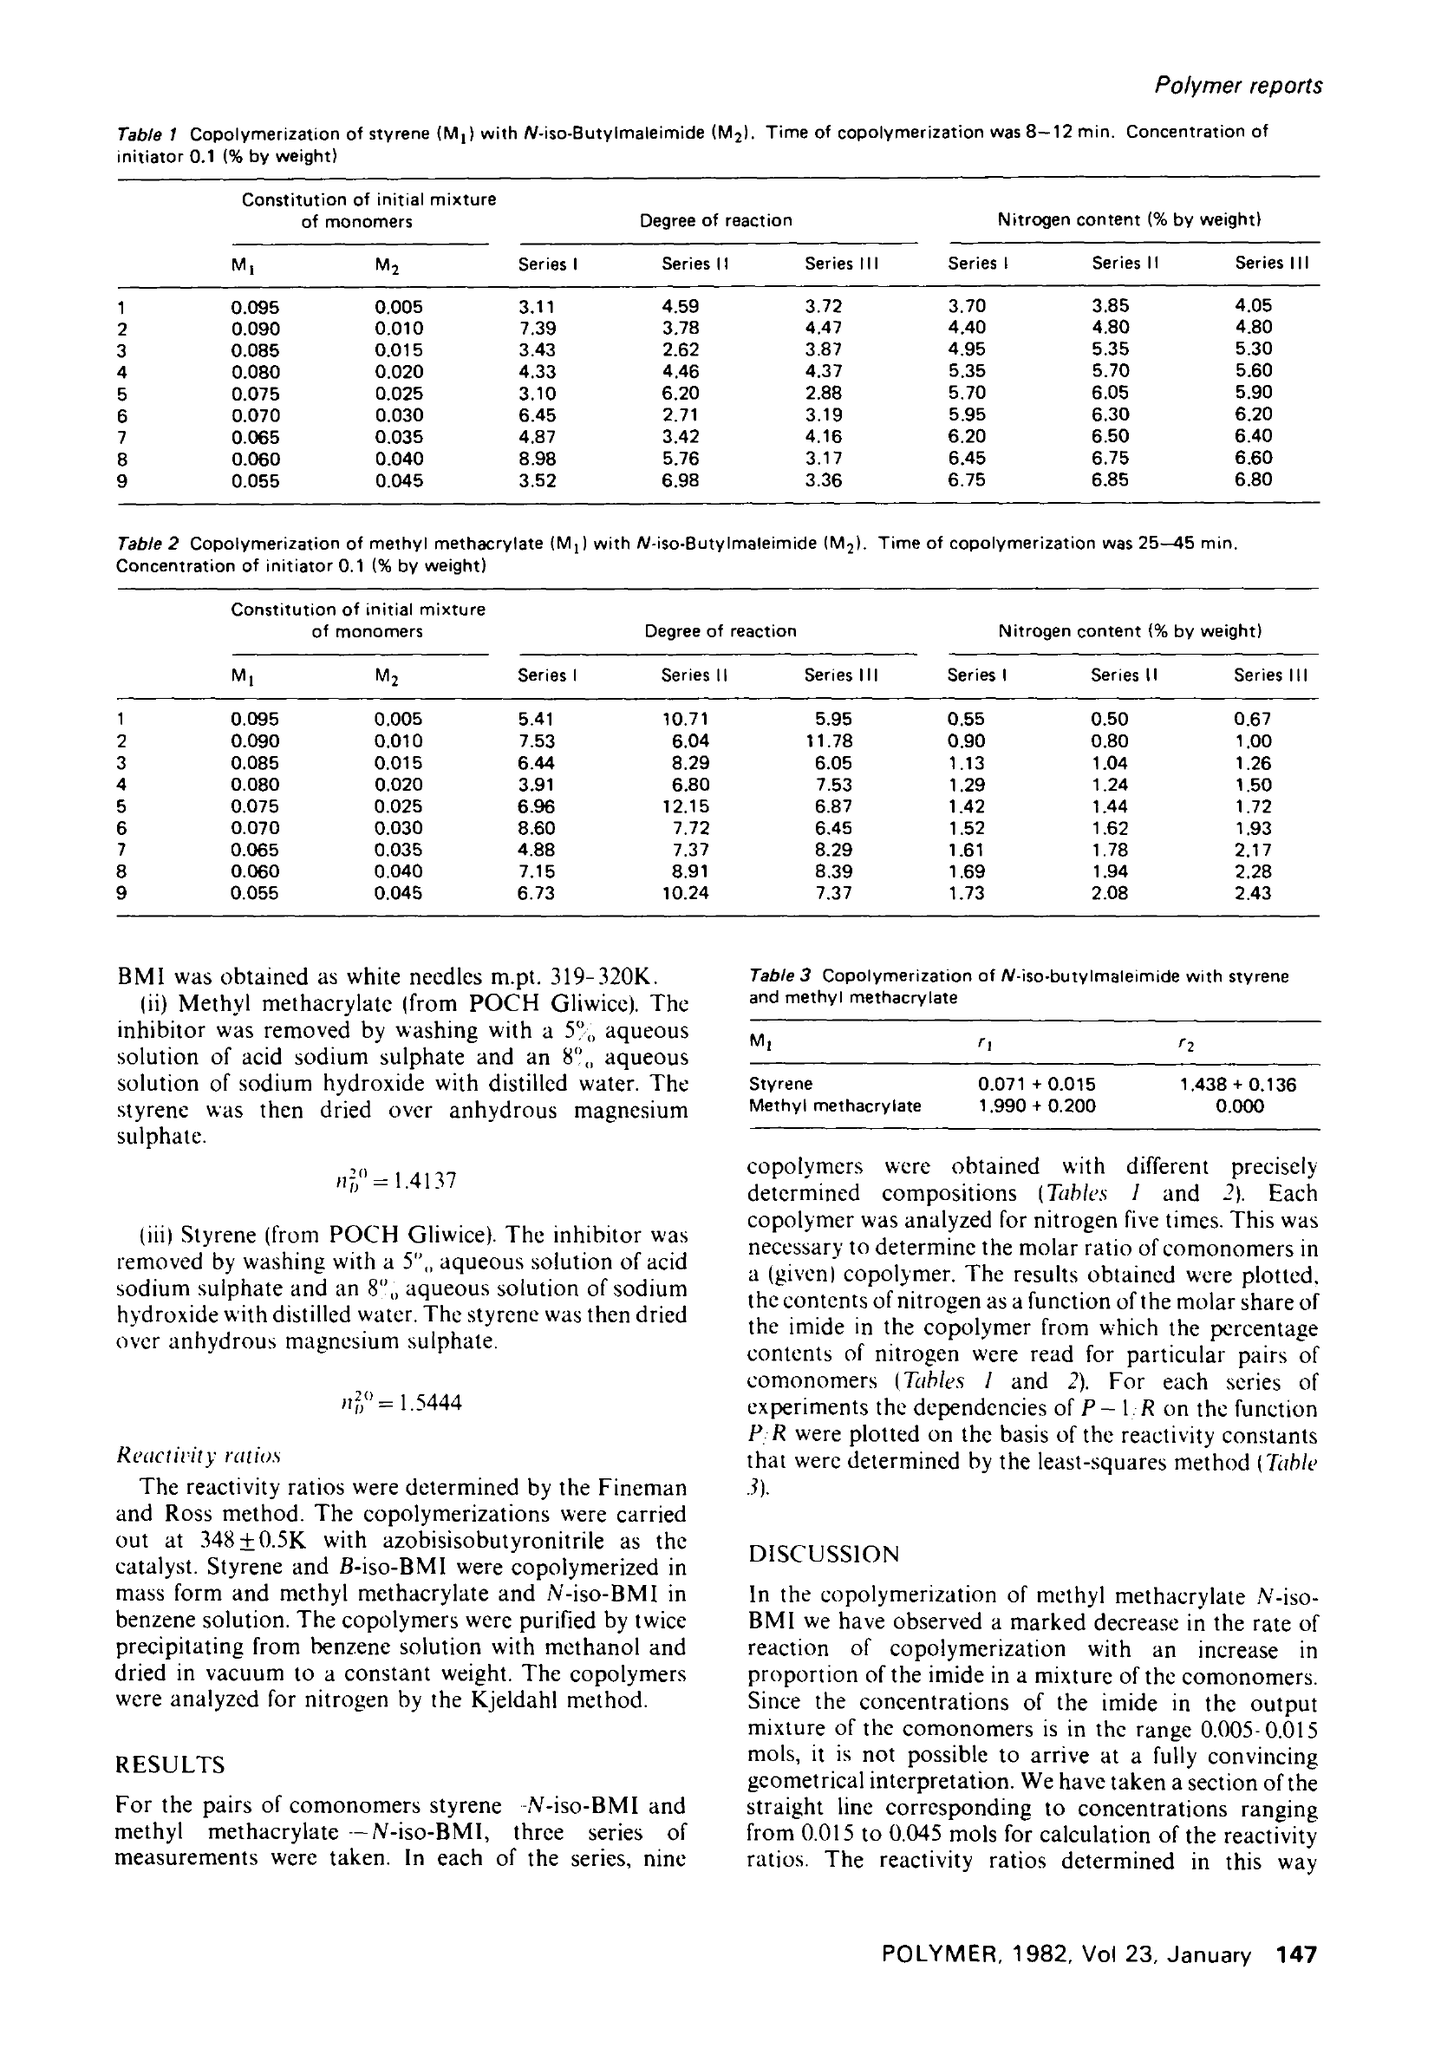 Polymer reports
Table 1 Copolymerization of styrene (M1) with N-iso-Butylmaleimide (M2). Time of copolymerization was 8–12 min. Concentration of
initiator 0.1 (% by weight)
Constitution of initial mixture
of monomers Degree of reaction Nitrogen content (% by weight)
M1 M2 Series I Series II Series III Series I Series II Series III
1 0.095 0.005 3.11 4.59 3.72 3.70 3.85 4.05
2 0.090 0.010 7.39 3.78 4.47 4.40 4.80 4.80
3 0.085 0.015 3.43 2.62 3.87 4.95 5.35 5.30
4 0.080 0.020 4.33 4.46 4.37 5.35 5.70 5.60
5 0.075 0.025 3.10 6.20 2.88 5.70 6.05 5.90
6 0.070 0.030 6.45 2.71 3.19 5.95 6.30 6.20
7 0.065 0.035 4.87 3.42 4.16 6.20 6.50 6.40
8 0.060 0.040 8.98 5.76 3.17 6.45 6.75 6.60
9 0.055 0.045 3.52 6.98 3.36 6.75 6.85 6.80
Table 2 Copolymerization of methyl methacrylate (M1) with N-iso-Butylmaleimide (M2). Time of copolymerization was 25–45 min.
Concentration of initiator 0.1 (% by weight)
Constitution of initial mixture
of monomers Degree of reaction Nitrogen content (% by weight)
M1 M2 Series I Series II Series III Series I Series II Series III
1 0.095 0.005 5.41 10.71 5.95 0.55 0.50 0.67
2 0.090 0.010 7.53 6.04 11.78 0.90 0.80 1.00
3 0.085 0.015 6.44 8.29 6.05 1.13 1.04 1.26
4 0.080 0.020 3.91 6.80 7.53 1.29 1.24 1.50
5 0.075 0.025 6.96 12.15 6.87 1.42 1.44 1.72
6 0.070 0.030 8.60 7.72 6.45 1.52 1.62 1.93
7 0.065 0.035 4.88 7.37 8.29 1.61 1.78 2.17
8 0.060 0.040 7.15 8.91 8.39 1.69 1.94 2.28
9 0.055 0.045 6.73 10.24 7.37 1.73 2.08 2.43
BMI was obtained as white needles m.pt. 319-320K.
(ii) Methyl methacrylate (from POCH Gliwice). The
inhibitor was removed by washing with a 5% aqueous
solution of acid sodium sulphate and an 8% aqueous
solution of sodium hydroxide with distilled water. The
styrene was then dried over anhydrous magnesium
sulphate.
n_D^20 = 1.4137
(iii) Styrene (from POCH Gliwice). The inhibitor was
removed by washing with a 5% aqueous solution of acid
sodium sulphate and an 8% aqueous solution of sodium
hydroxide with distilled water. The styrene was then dried
over anhydrous magnesium sulphate.
n_D^20 = 1.5444
Reactivity ratios
The reactivity ratios were determined by the Fineman
and Ross method. The copolymerizations were carried
out at 348±0.5K with azobisisobutyronitrile as the
catalyst. Styrene and B-iso-BMI were copolymerized in
mass form and methyl methacrylate and N-iso-BMI in
benzene solution. The copolymers were purified by twice
precipitating from benzene solution with methanol and
dried in vacuum to a constant weight. The copolymers
were analyzed for nitrogen by the Kjeldahl method.
RESULTS
For the pairs of comonomers styrene -N-iso-BMI and
methyl methacrylate —N-iso-BMI, three series of
measurements were taken. In each of the series, nine
Table 3 Copolymerization of N-iso-butylmaleimide with styrene
and methyl methacrylate
M1 r1 r2
Styrene 0.071 + 0.015 1.438 + 0.136
Methyl methacrylate 1.990 + 0.200 0.000
copolymers were obtained with different precisely
determined compositions (Tables 1 and 2). Each
copolymer was analyzed for nitrogen five times. This was
necessary to determine the molar ratio of comonomers in
a (given) copolymer. The results obtained were plotted,
the contents of nitrogen as a function of the molar share of
the imide in the copolymer from which the percentage
contents of nitrogen were read for particular pairs of
comonomers (Tables 1 and 2). For each series of
experiments the dependencies of P – 1/R on the function
P/R were plotted on the basis of the reactivity constants
that were determined by the least-squares method (Table
3).
DISCUSSION
In the copolymerization of methyl methacrylate N-iso-
BMI we have observed a marked decrease in the rate of
reaction of copolymerization with an increase in
proportion of the imide in a mixture of the comonomers.
Since the concentrations of the imide in the output
mixture of the comonomers is in the range 0.005-0.015
mols, it is not possible to arrive at a fully convincing
geometrical interpretation. We have taken a section of the
straight line corresponding to concentrations ranging
from 0.015 to 0.045 mols for calculation of the reactivity
ratios. The reactivity ratios determined in this way
POLYMER, 1982, Vol 23, January 147